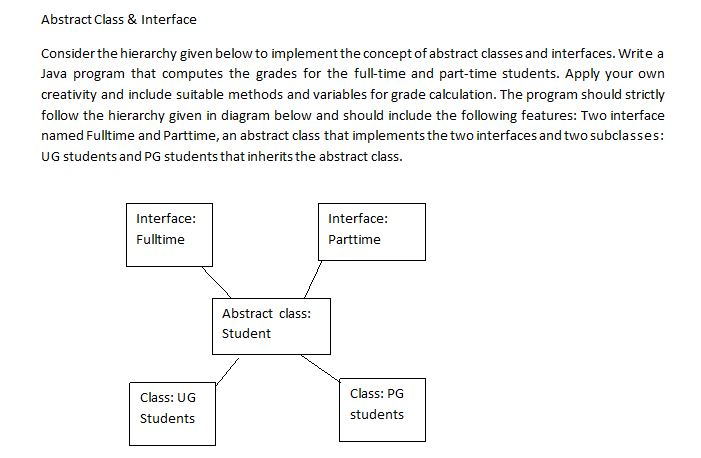 Abstract Class & Interface
Consider the hierarchy given below to implement the concept of abstract classes and interfaces. Write a
Java program that computes the grades for the full-time and part-time students. Apply your own
creativity and include suitable methods and variables for grade calculation. The program should strictly
follow the hierarchy given in diagram below and should include the following features: Two interface
named Fulltime and Parttime, an abstract class that implements the two interfaces and two subclasses:
UG students and PG students that inherits the abstract class.
Interface:
Fulltime
Interface:
Parttime
Abstract class:
Student
Class: UG
Students
Class: PG
students